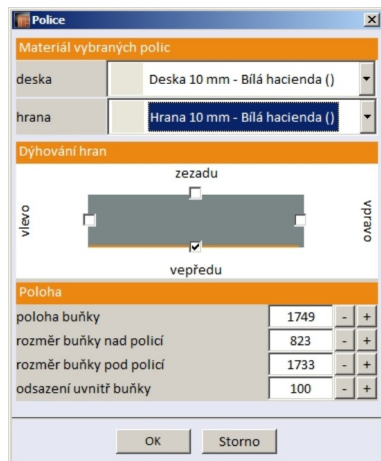 Police
Materiál vybraných polic
deska Deska 10 mm - Bílá hacienda ()
hrana Hrana 10 mm - Bílá hacienda ()
Dýhování hran
zezadu
vlevo vpravo
vepředu
Poloha
poloha buňky 1749 - +
rozměr buňky nad policí 823 - +
rozměr buňky pod policí 1733 - +
odsazení uvnitř buňky 100 - +
OK Storno